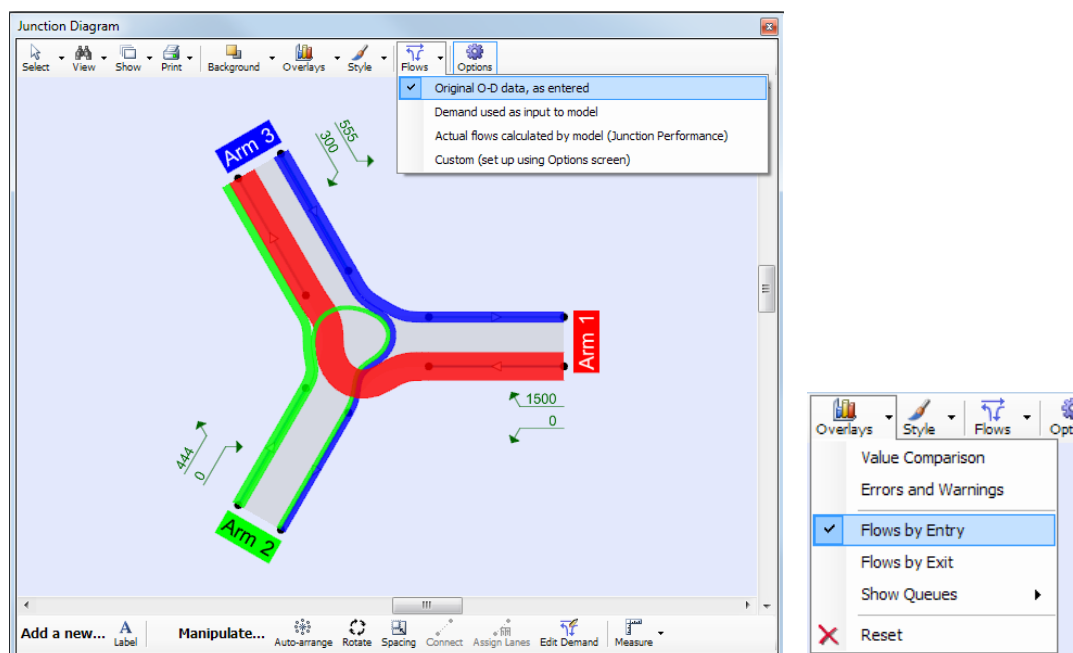 Junction Diagram
Select View Show Print Background Overlays Style Flows Options
Original O-D data, as entered
Demand used as input to model
Actual flows calculated by model (Junction Performance)
Custom (set up using Options screen)
Arm 3
555
300
Arm 1
1500
0
444
0
Arm 2
Add a new... Label Manipulate... Auto-arrange Rotate Spacing Connect Assign Lanes Edit Demand Measure
Overlays Style Flows Opt
Value Comparison
Errors and Warnings
Flows by Entry
Flows by Exit
Show Queues
Reset